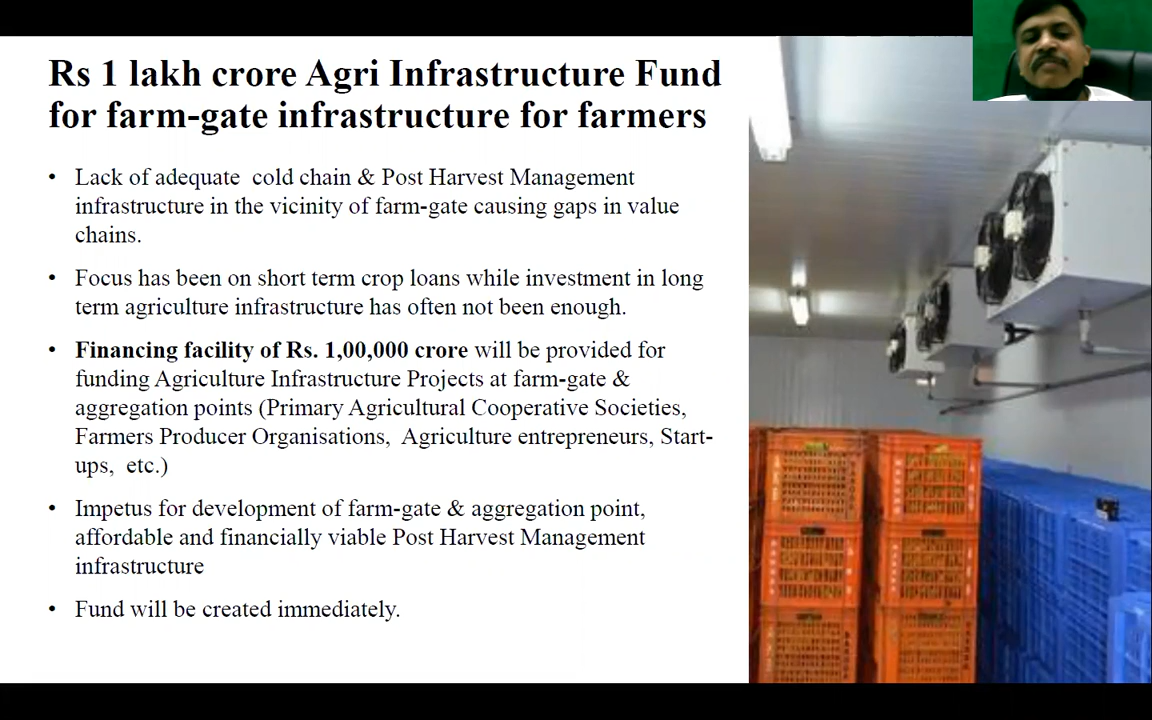 Rs 1 lakh crore Agri Infrastructure Fund
for farm-gate infrastructure for farmers
• Lack of adequate cold chain & Post Harvest Management
infrastructure in the vicinity of farm-gate causing gaps in value
chains.
• Focus has been on short term crop loans while investment in long
term agriculture infrastructure has often not been enough.
• Financing facility of Rs. 1,00,000 crore will be provided for
funding Agriculture Infrastructure Projects at farm-gate &
aggregation points (Primary Agricultural Cooperative Societies,
Farmers Producer Organisations, Agriculture entrepreneurs, Start-
ups, etc.)
• Impetus for development of farm-gate & aggregation point,
affordable and financially viable Post Harvest Management
infrastructure
• Fund will be created immediately.